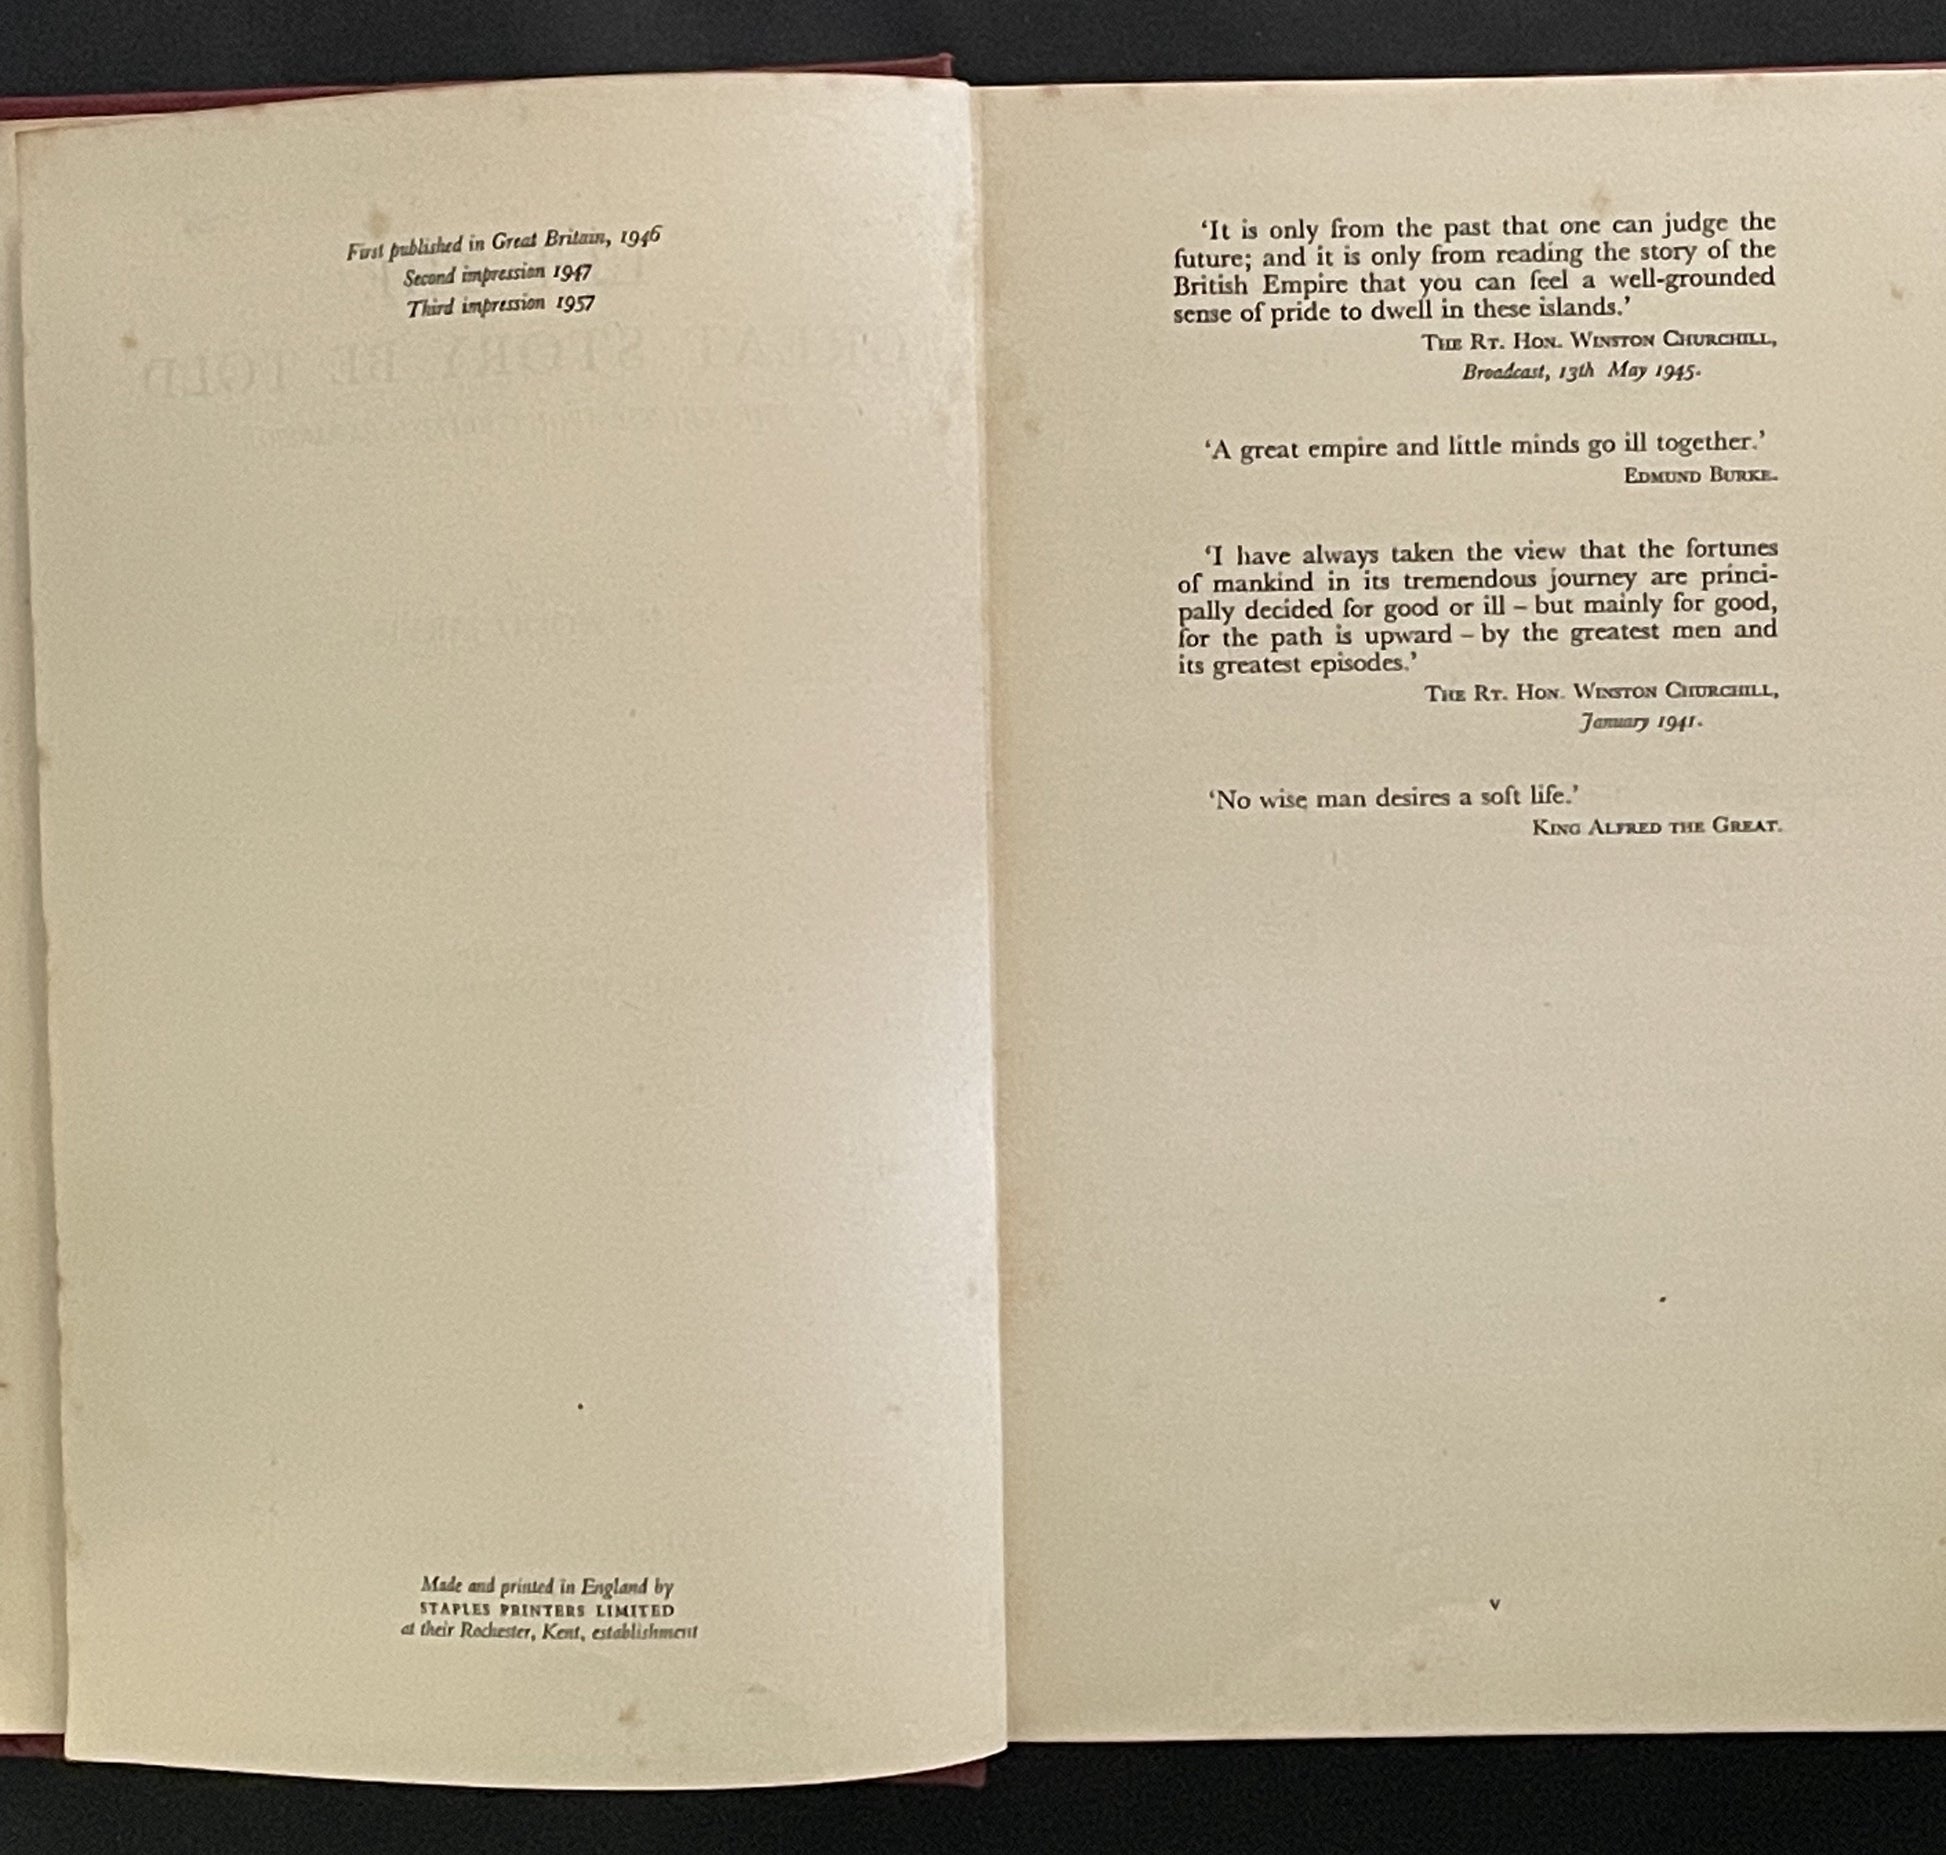 First published in Great Britain, 1946
Second impression 1947
Third impression 1957
STORY BE TOLD
Made and printed in England by
STAPLES PRINTERS LIMITED
at their Rochester, Kent, establishment
‘It is only from the past that one can judge the
future; and it is only from reading the story of the
British Empire that you can feel a well-grounded
sense of pride to dwell in these islands.’
THE RT. HON. WINSTON CHURCHILL,
Broadcast, 13th May 1945.
‘A great empire and little minds go ill together.’
EDMUND BURKE.
‘I have always taken the view that the fortunes
of mankind in its tremendous journey are princi-
pally decided for good or ill – but mainly for good,
for the path is upward – by the greatest men and
its greatest episodes.’
THE RT. HON. WINSTON CHURCHILL,
January 1941.
‘No wise man desires a soft life.’
KING ALFRED THE GREAT.
v